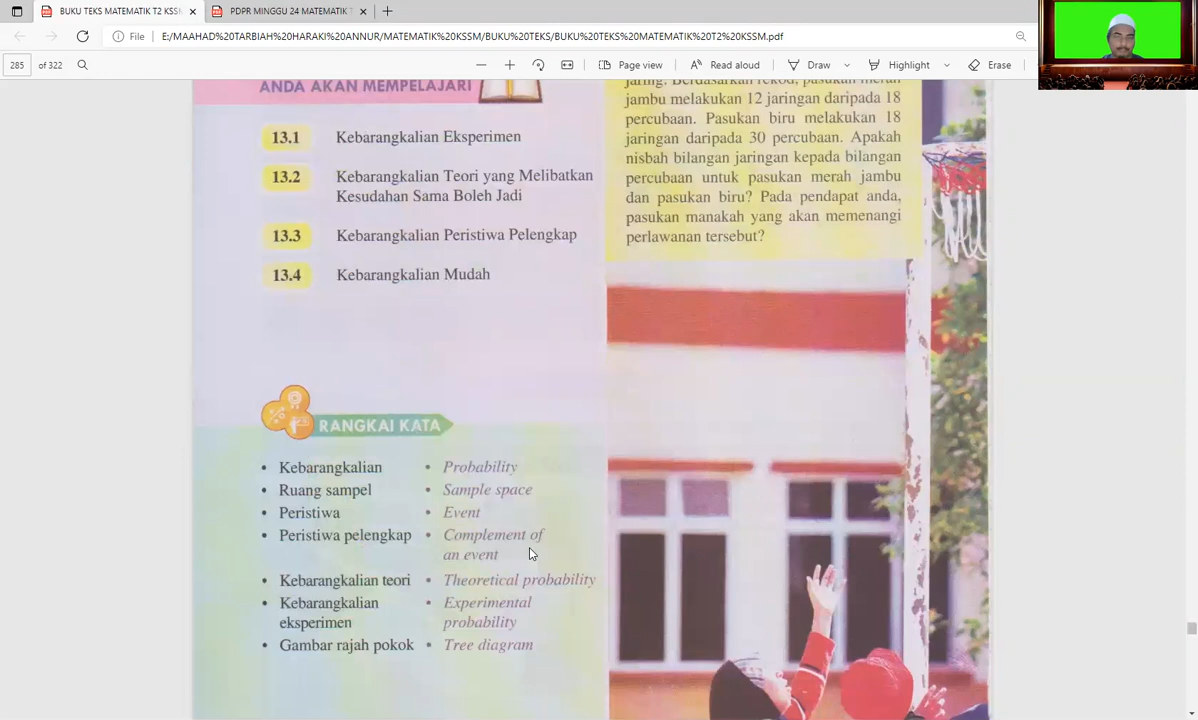 BUKU TEKS MATEMATIK T2 KSSM
PDPR MINGGU 24 MATEMATIK T
File
E:/MAAHAD%20TARBIAH%20HARAKI%20ANNUR/MATEMATIK%20KSSM/BUKU%20TEKS/BUKU%20TEKS%20MATEMATIK%20T2%20KSSM.pdf
285 of 322
Page view
Read aloud
Draw
Highlight
Erase
ANDA AKAN MEMPELAJARI
13.1 Kebarangkalian Eksperimen
13.2 Kebarangkalian Teori yang Melibatkan
Kesudahan Sama Boleh Jadi
13.3 Kebarangkalian Peristiwa Pelengkap
13.4 Kebarangkalian Mudah
jaring. Berdasarkan rekod, pasukan merah
jambu melakukan 12 jaringan daripada 18
percubaan. Pasukan biru melakukan 18
jaringan daripada 30 percubaan. Apakah
nisbah bilangan jaringan kepada bilangan
percubaan untuk pasukan merah jambu
dan pasukan biru? Pada pendapat anda,
pasukan manakah yang akan memenangi
perlawanan tersebut?
RANGKAI KATA
• Kebarangkalian • Probability
• Ruang sampel • Sample space
• Peristiwa • Event
• Peristiwa pelengkap • Complement of
an event
• Kebarangkalian teori • Theoretical probability
• Kebarangkalian • Experimental
eksperimen probability
• Gambar rajah pokok • Tree diagram